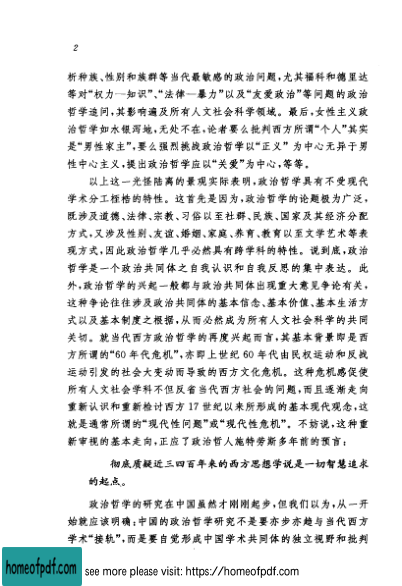 2
析种族、性别和族群等当代最敏感的政治问题,尤其福科和德里达
等对“权力—知识”、“法律—暴力”以及“友爱政治”等问题的政治
哲学追问,其影响遍及所有人文社会科学领域。最后,女性主义政
治哲学如水银泻地,无处不在,论者要么批判西方所谓“个人”其实
是“男性家主”,要么强烈挑战政治哲学以“正义”为中心无异于男
性中心主义,提出政治哲学应以“关爱”为中心,等等。
以上这一光怪陆离的景观实际表明,政治哲学具有不受现代
学术分工桎梏的特性。这首先是因为,政治哲学的论题极为广泛,
既涉及道德、法律、宗教、习俗以至社群、民族、国家及其经济分配
方式,又涉及性别、友谊、婚姻、家庭、养育、教育以至文学艺术等表
现方式,因此政治哲学几乎必然具有跨学科的特性。说到底,政治
哲学是一个政治共同体之自我认识和自我反思的集中表达。此
外,政治哲学的兴起一般都与政治共同体出现重大意见争论有关,
这种争论往往涉及政治共同体的基本信念、基本价值、基本生活方
式以及基本制度之根据,从而必然成为所有人文社会科学的共同
关切。就当代西方政治哲学的再度兴起而言,其基本背景即是西
方所谓的“60年代危机”,亦即上世纪60年代由民权运动和反战
运动引发的社会大变动而导致的西方文化危机。这种危机感促使
所有人文社会学科不但反省当代西方社会的问题,而且逐渐走向
重新认识和重新检讨西方17世纪以来所形成的基本现代观念,这
就是通常所谓的“现代性问题”或“现代性危机”。不妨说,这种重
新审视的基本走向,正应了政治哲人施特劳斯多年前的预言:
彻底质疑近三四百年来的西方思想学说是一切智慧追求
的起点。
政治哲学的研究在中国虽然才刚刚起步,但我们以为,从一开
始就应该明确:中国的政治哲学研究不是要亦步亦趋与当代西方
学术“接轨”,而是要自觉形成中国学术共同体的独立视野和批判
homeofpdf.com
see more please visit: https://homeofpdf.com